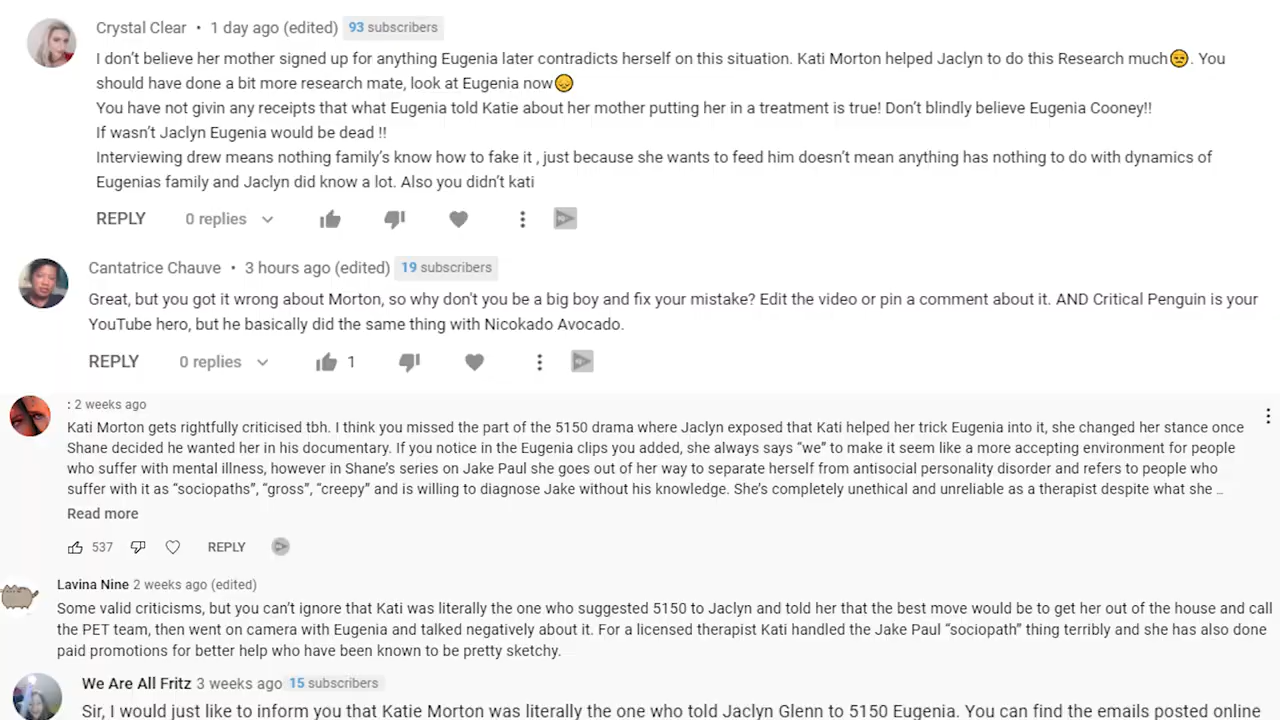 Crystal Clear • 1 day ago (edited) 93 subscribers
I don’t believe her mother signed up for anything Eugenia later contradicts herself on this situation. Kati Morton helped Jaclyn to do this Research much😔. You
should have done a bit more research mate, look at Eugenia now😞
You have not givin any receipts that what Eugenia told Katie about her mother putting her in a treatment is true! Don’t blindly believe Eugenia Cooney!!
If wasn’t Jaclyn Eugenia would be dead !!
Interviewing drew means nothing family’s know how to fake it , just because she wants to feed him doesn’t mean anything has nothing to do with dynamics of
Eugenias family and Jaclyn did know a lot. Also you didn’t kati
REPLY 0 replies
Cantatrice Chauve • 3 hours ago (edited) 19 subscribers
Great, but you got it wrong about Morton, so why don't you be a big boy and fix your mistake? Edit the video or pin a comment about it. AND Critical Penguin is your
YouTube hero, but he basically did the same thing with Nicokado Avocado.
REPLY 0 replies 1
: 2 weeks ago
Kati Morton gets rightfully criticised tbh. I think you missed the part of the 5150 drama where Jaclyn exposed that Kati helped her trick Eugenia into it, she changed her stance once
Shane decided he wanted her in his documentary. If you notice in the Eugenia clips you added, she always says “we” to make it seem like a more accepting environment for people
who suffer with mental illness, however in Shane’s series on Jake Paul she goes out of her way to separate herself from antisocial personality disorder and refers to people who
suffer with it as “sociopaths”, “gross”, “creepy” and is willing to diagnose Jake without his knowledge. She’s completely unethical and unreliable as a therapist despite what she ...
Read more
537 REPLY
Lavina Nine 2 weeks ago (edited)
Some valid criticisms, but you can’t ignore that Kati was literally the one who suggested 5150 to Jaclyn and told her that the best move would be to get her out of the house and call
the PET team, then went on camera with Eugenia and talked negatively about it. For a licensed therapist Kati handled the Jake Paul “sociopath” thing terribly and she has also done
paid promotions for better help who have been known to be pretty sketchy.
We Are All Fritz 3 weeks ago 15 subscribers
Sir, I would just like to inform you that Katie Morton was literally the one who told Jaclyn Glenn to 5150 Eugenia. You can find the emails posted online